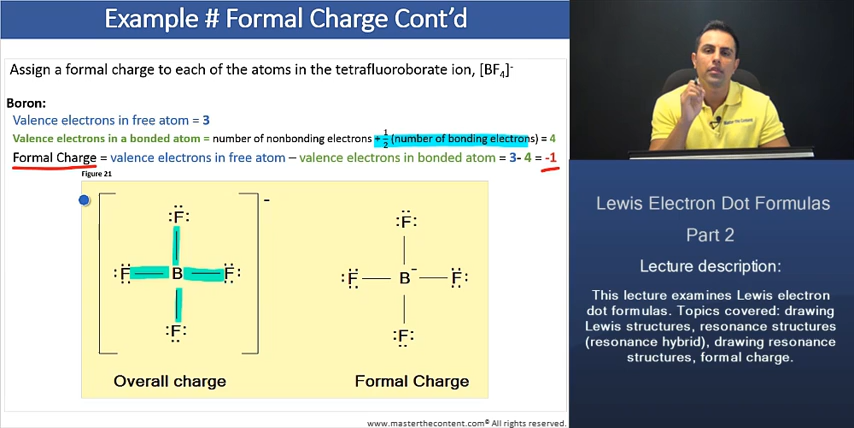 Example # Formal Charge Cont'd
Assign a formal charge to each of the atoms in the tetrafluoroborate ion, [BF₄]⁻
Boron:
Valence electrons in free atom = 3
Valence electrons in a bonded atom = number of nonbonding electrons + 1/2 (number of bonding electrons) = 4
Formal Charge = valence electrons in free atom – valence electrons in bonded atom = 3- 4 = -1
Figure 21
F
F B F
F
-
F
F B⁻ F
F
Overall charge
Formal Charge
www.masterthecontent.com© All rights reserved.
Lewis Electron Dot Formulas
Part 2
Lecture description:
This lecture examines Lewis electron
dot formulas. Topics covered: drawing
Lewis structures, resonance structures
(resonance hybrid), drawing resonance
structures, formal charge.